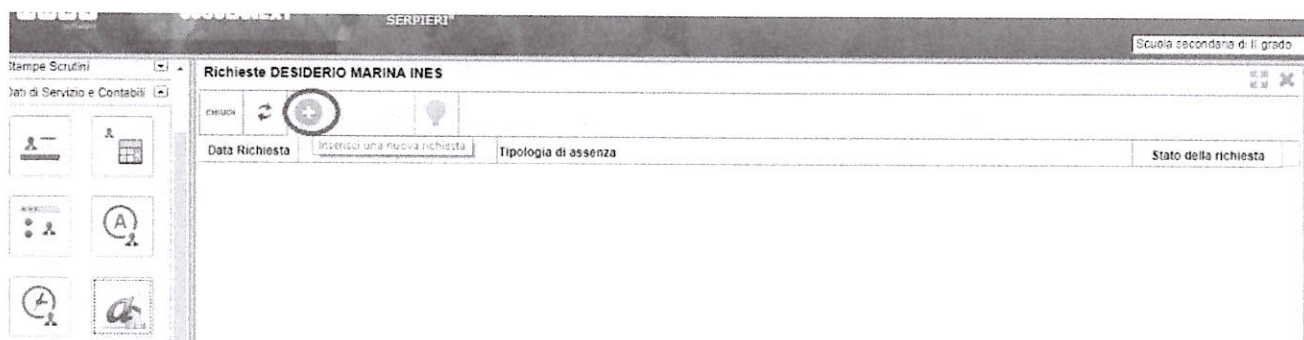 SERPIERI"
Scuola secondaria di II grado
Stampe Scrutini
Dati di Servizio e Contabili
Richieste DESIDERIO MARINA INES
CHIUDI
Data Richiesta
Inserisci una nuova richiesta
Tipologia di assenza
Stato della richiesta
A